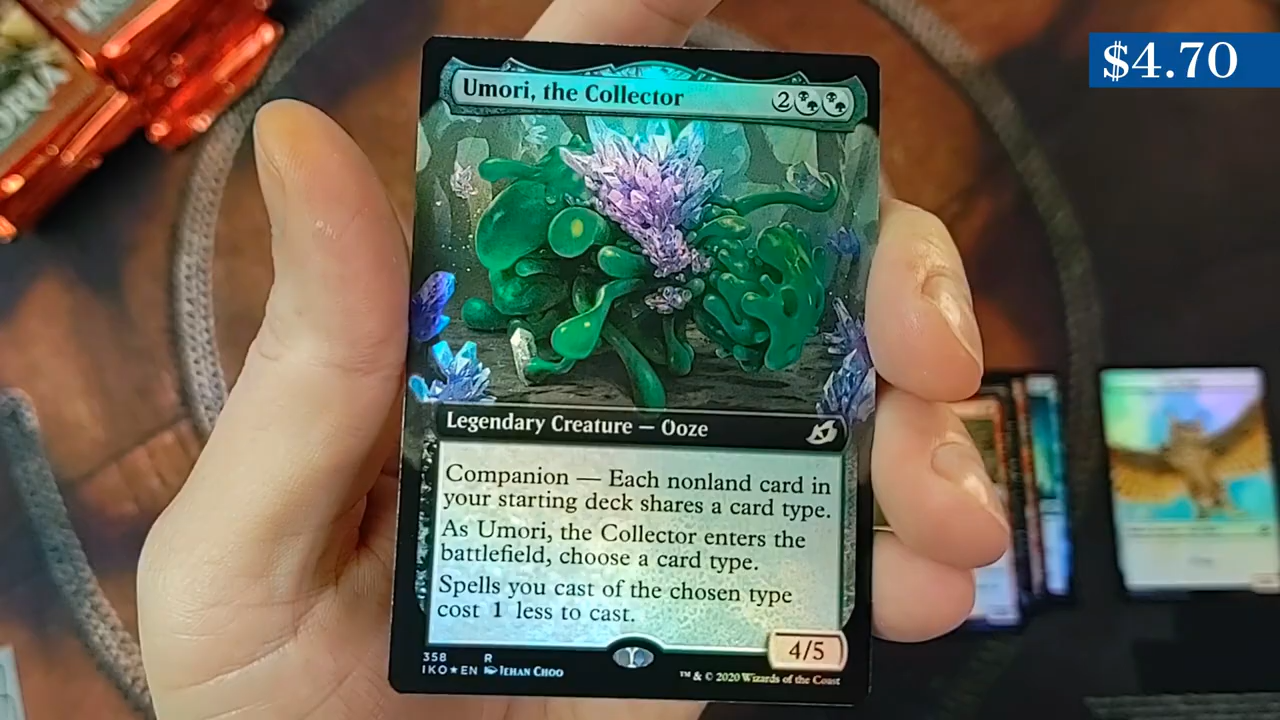 $4.70
Umori, the Collector 2
Legendary Creature — Ooze
Companion — Each nonland card in
your starting deck shares a card type.
As Umori, the Collector enters the
battlefield, choose a card type.
Spells you cast of the chosen type
cost 1 less to cast.
4/5
358 R
IKO★EN JEHAN CHOO
™ & © 2020 Wizards of the Coast